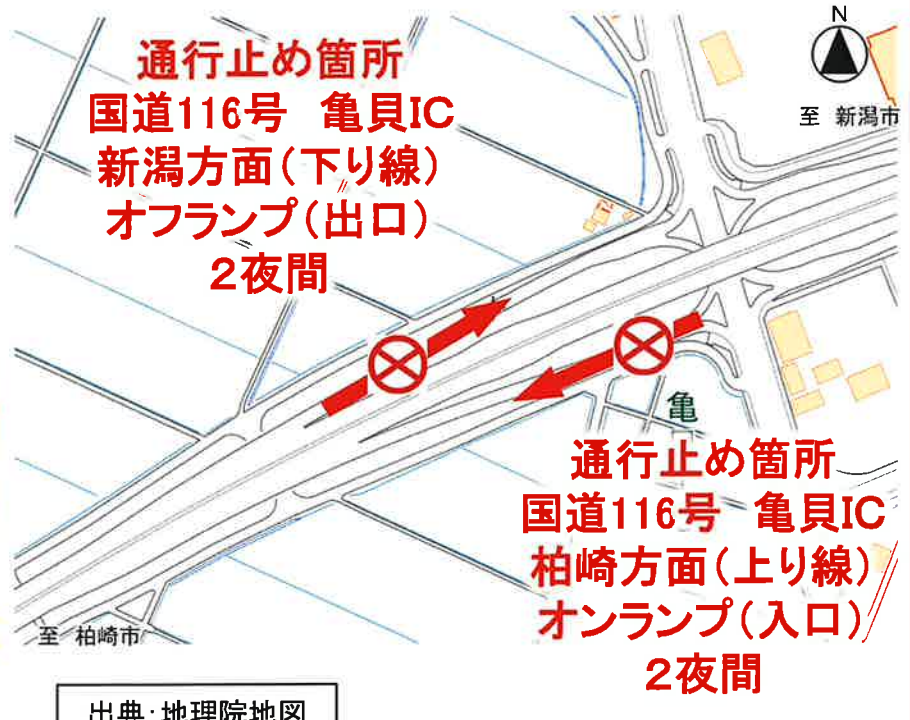 通行止め箇所
国道116号　亀貝IC
新潟方面(下り線)
オフランプ(出口)
2夜間
N
至 新潟市
亀
通行止め箇所
国道116号　亀貝IC
柏崎方面(上り線)
オンランプ(入口)
2夜間
至 柏崎市
出典:地理院地図